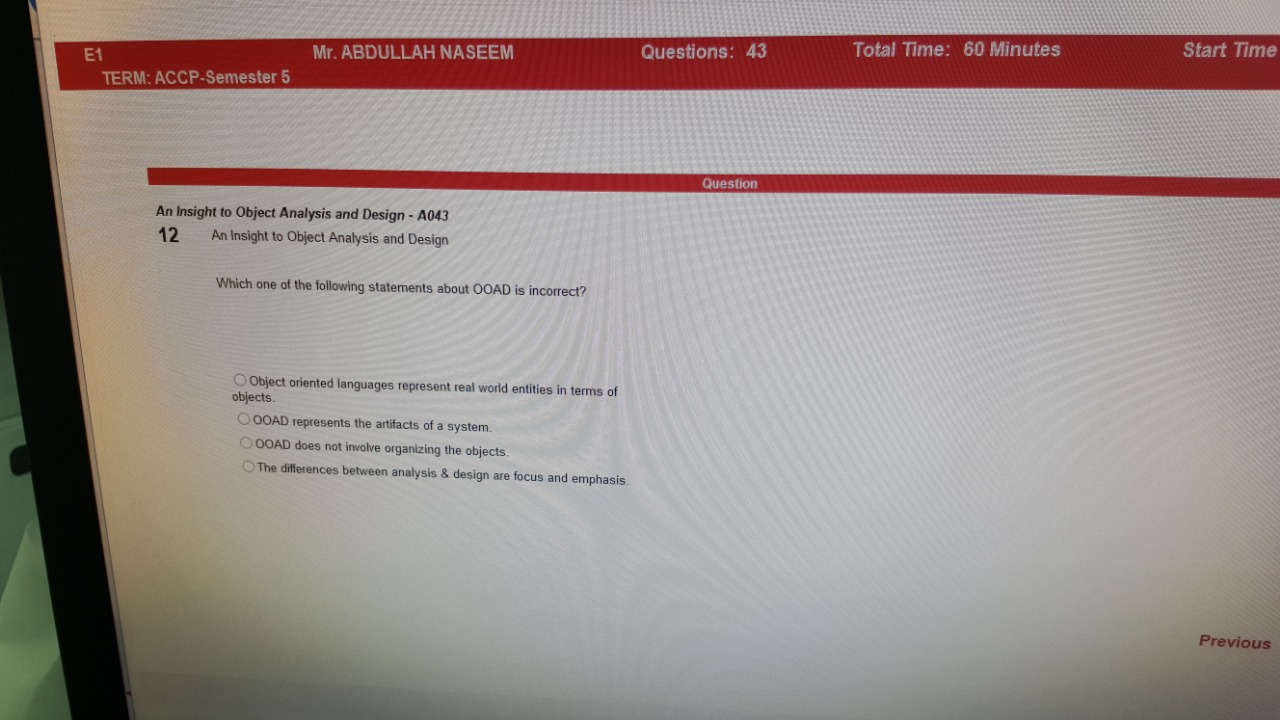 E1 Mr. ABDULLAH NASEEM Questions: 43 Total Time: 60 Minutes Start Time
TERM: ACCP-Semester 5
Question
An Insight to Object Analysis and Design - A043
12 An Insight to Object Analysis and Design
Which one of the following statements about OOAD is incorrect?
Object oriented languages represent real world entities in terms of
objects.
OOAD represents the artifacts of a system.
OOAD does not involve organizing the objects.
The differences between analysis & design are focus and emphasis.
Previous